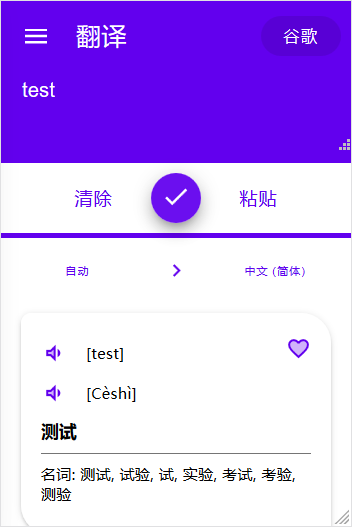 翻译
谷歌
test
清除
粘贴
自动
中文 (简体)
[test]
[Cèshì]
测试
名词: 测试, 试验, 试, 实验, 考试, 考验,
测验